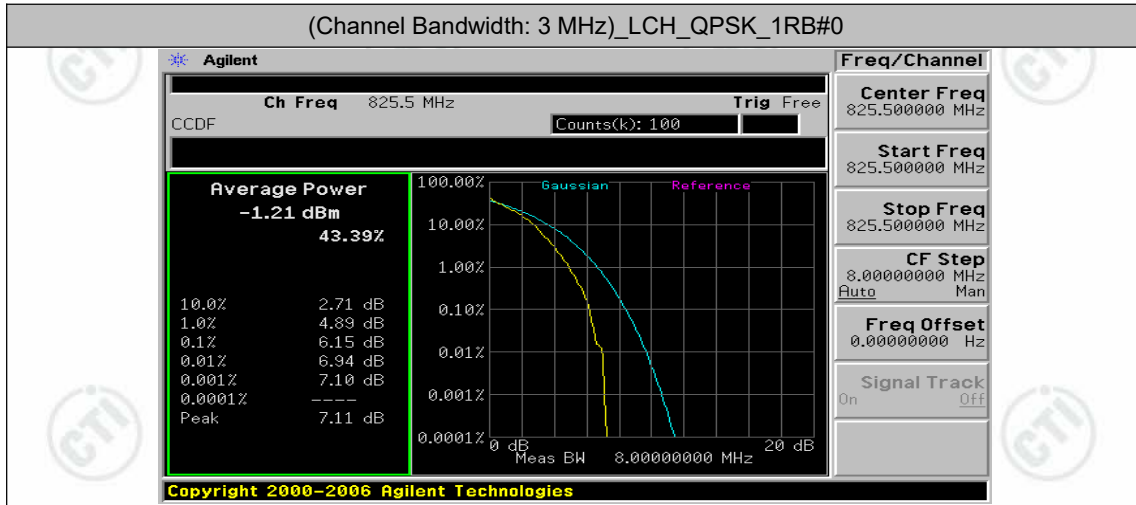 (Channel Bandwidth: 3 MHz)_LCH_QPSK_1RB#0
Agilent
Freq/Channel
Ch Freq 825.5 MHz Trig Free
CCDF Counts(k): 100
Center Freq
825.500000 MHz
Start Freq
825.500000 MHz
Stop Freq
825.500000 MHz
CF Step
8.00000000 MHz
Auto Man
Freq Offset
0.00000000 Hz
Signal Track
On Off
Average Power
-1.21 dBm
43.39%
10.0% 2.71 dB
1.0% 4.89 dB
0.1% 6.15 dB
0.01% 6.94 dB
0.001% 7.10 dB
0.0001% ----
Peak 7.11 dB
Gaussian Reference
100.00%
10.00%
1.00%
0.10%
0.01%
0.001%
0.0001%
0 dB 20 dB
Meas BW 8.00000000 MHz
Copyright 2000-2006 Agilent Technologies
CTI
CTI
CTI
CTI